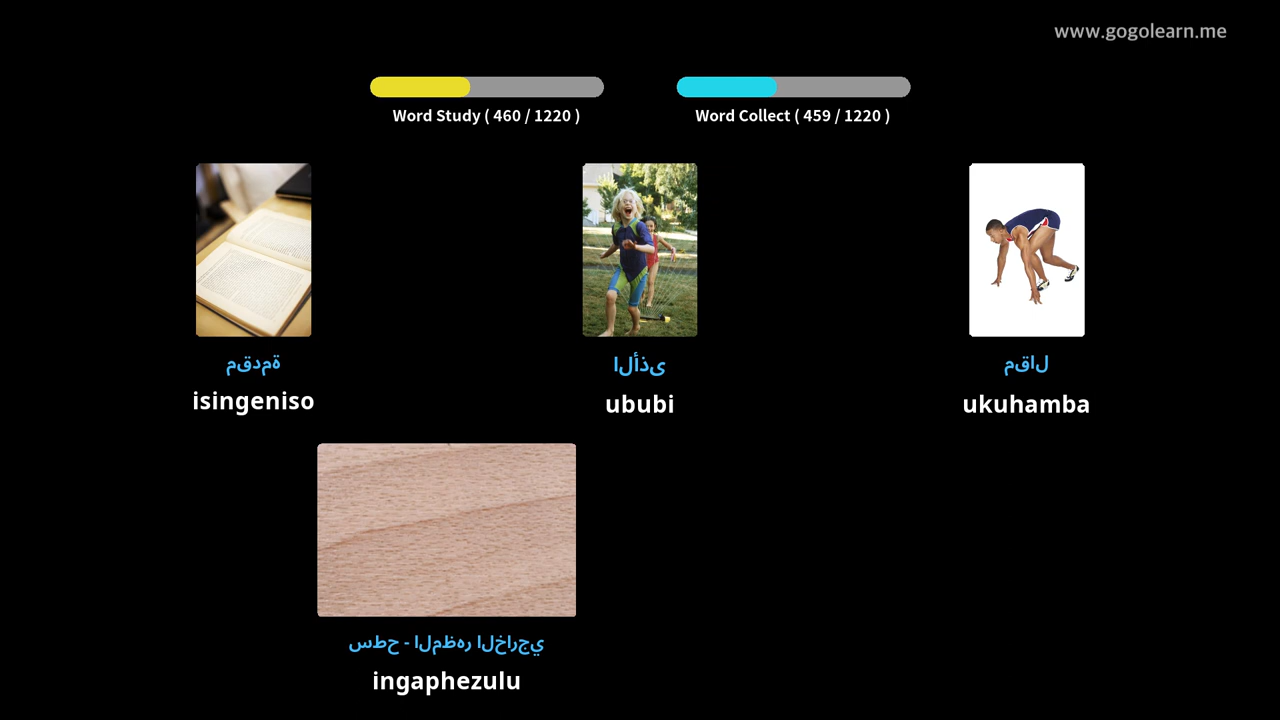 www.gogolearn.me
Word Study ( 460 / 1220 )
Word Collect ( 459 / 1220 )
مقدمة
isingeniso
الأذى
ububi
مقال
ukuhamba
سطح - المظهر الخارجي
ingaphezulu